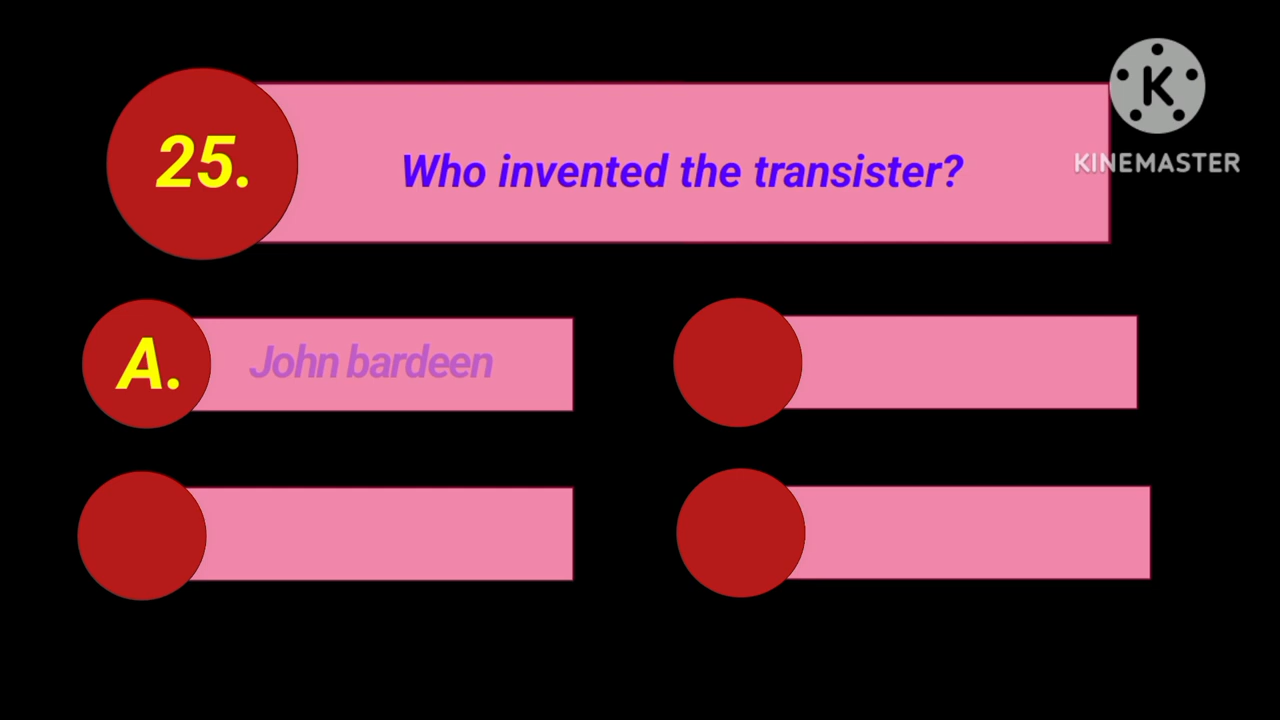 25.
Who invented the transister?
K
KINEMASTER
A.
John bardeen